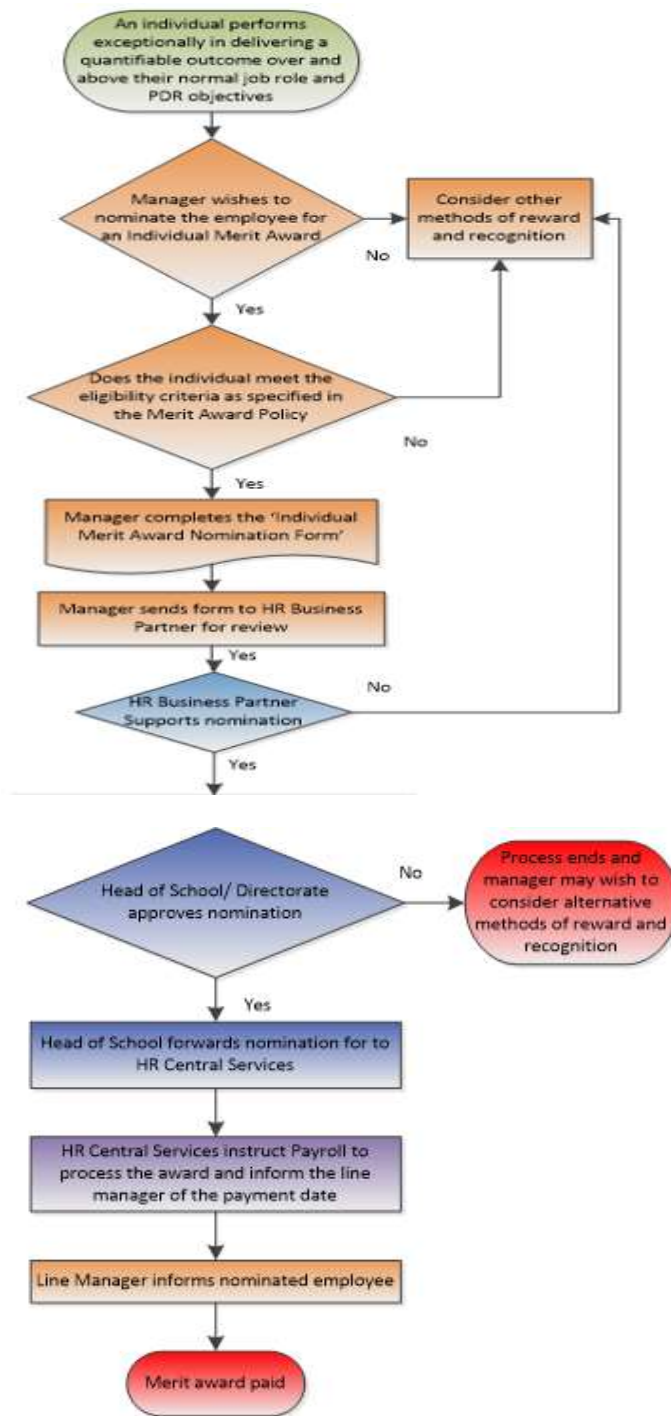 An individual performs
exceptionally in delivering a
quantifiable outcome over and
above their normal job role and
PDR objectives
Manager wishes to
nominate the employee for
an Individual Merit Award
Consider other
methods of reward
and recognition
No
Yes
Does the individual meet the
eligibility criteria as specified in
the Merit Award Policy
No
Yes
Manager completes the ‘Individual
Merit Award Nomination Form’
Manager sends form to HR Business
Partner for review
Yes
HR Business Partner
Supports nomination
No
Yes
Head of School/ Directorate
approves nomination
No
Process ends and
manager may wish to
consider alternative
methods of reward and
recognition
Yes
Head of School forwards nomination for to
HR Central Services
HR Central Services instruct Payroll to
process the award and inform the line
manager of the payment date
Line Manager informs nominated employee
Merit award paid